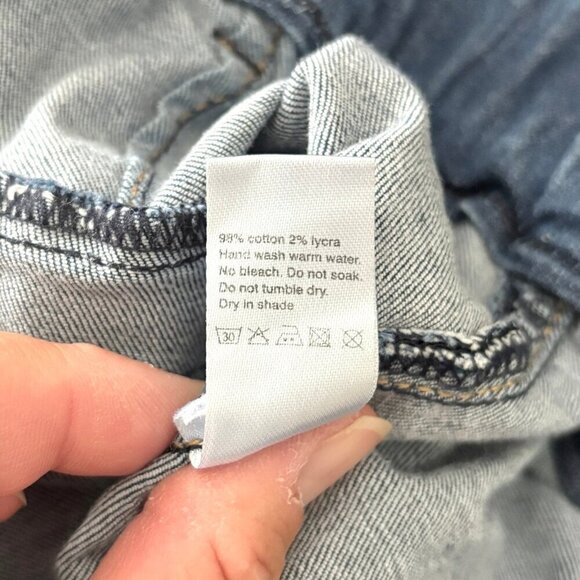 98% cotton 2% lycra
Hand wash warm water.
No bleach. Do not soak.
Do not tumble dry.
Dry in shade
30